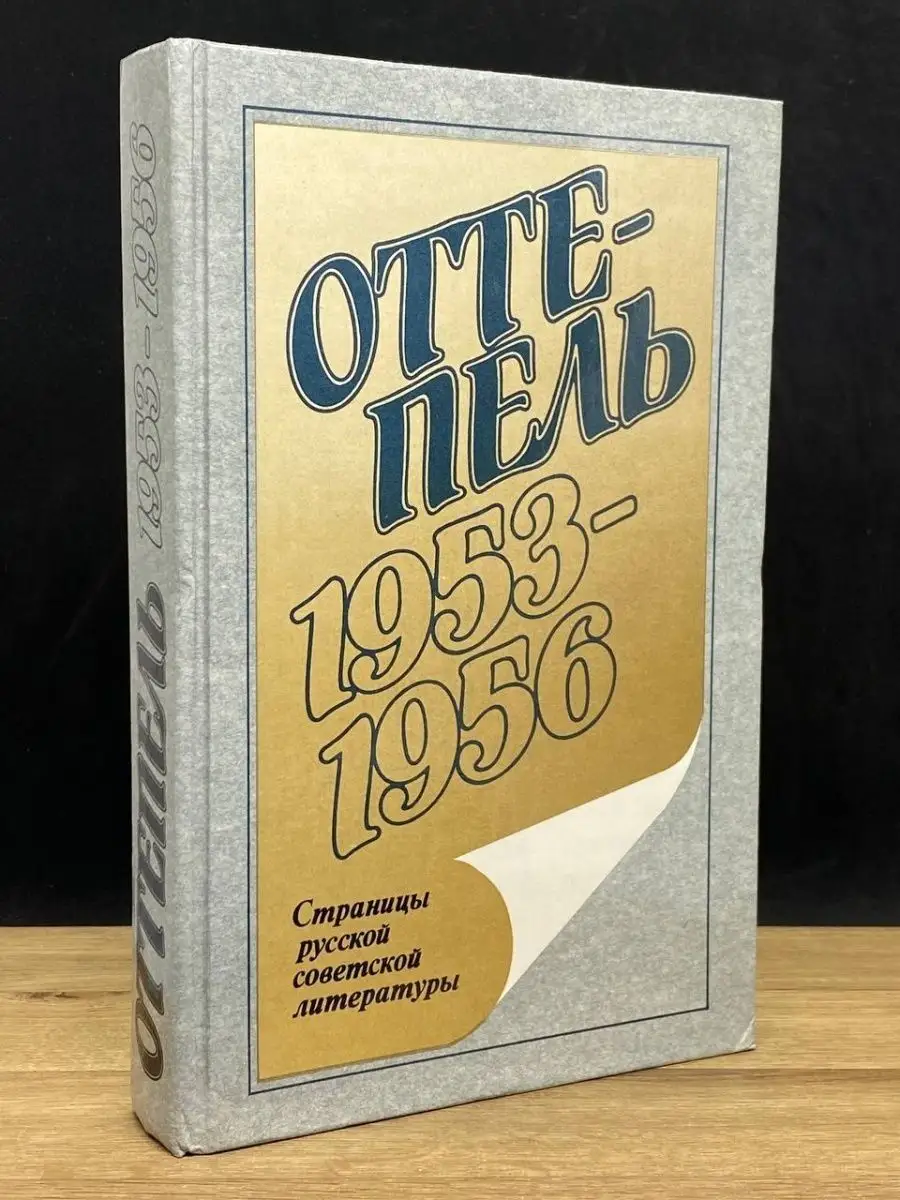 ОТТЕ-
ПЕЛЬ
1953-
1956
Страницы
русской
советской
литературы
ОТТЕПЕЛЬ 1953-1956